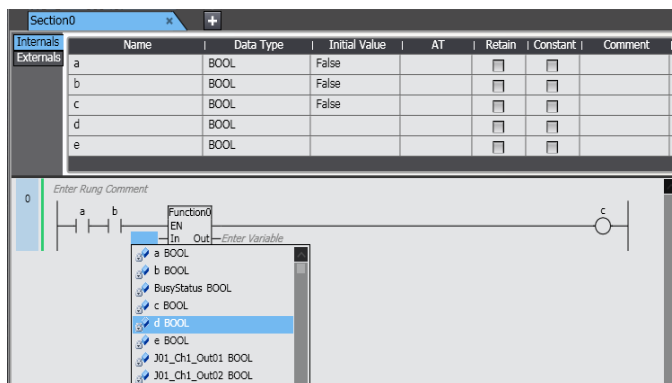 Section0 × +
Internals
Externals
Name Data Type Initial Value AT Retain Constant Comment
a BOOL False
b BOOL False
c BOOL False
d BOOL
e BOOL
0 Enter Rung Comment
a b Function0 c
EN
In Out Enter Variable
a BOOL
b BOOL
BusyStatus BOOL
c BOOL
d BOOL
e BOOL
J01_Ch1_Out01 BOOL
J01_Ch1_Out02 BOOL